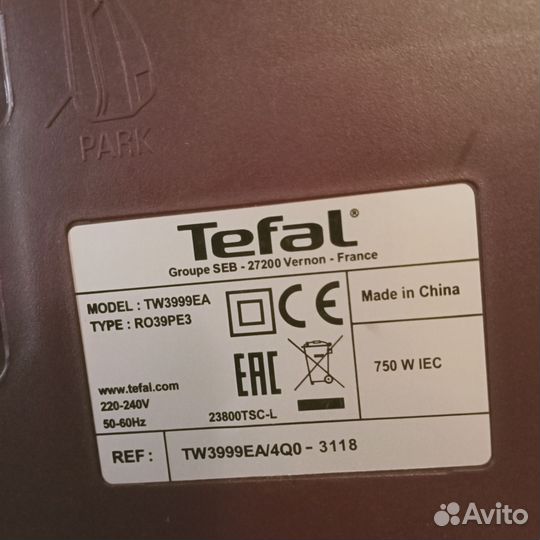 PARK
Tefal®
Groupe SEB - 27200 Vernon - France
MODEL : TW3999EA
TYPE : RO39PE3
CE
Made in China
www.tefal.com
220-240V
50-60Hz
EAC
23800TSC-L
750 W IEC
REF : TW3999EA/4Q0 - 3118
Avito